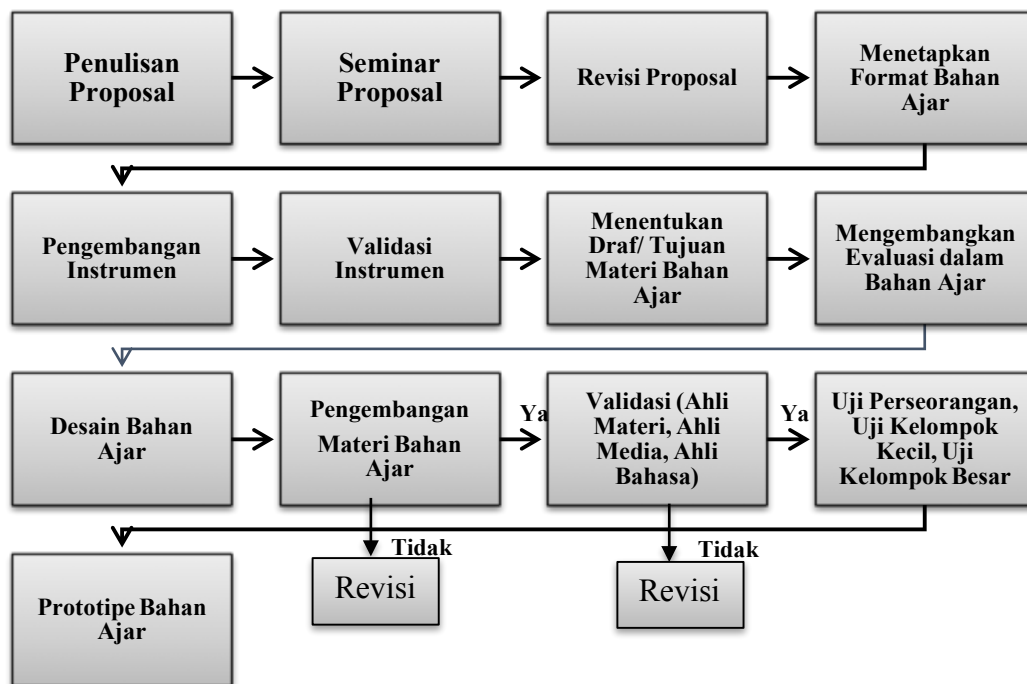 Penulisan
Proposal
Seminar
Proposal
Revisi Proposal
Menetapkan
Format Bahan
Ajar
Pengembangan
Instrumen
Validasi
Instrumen
Menentukan
Draf/ Tujuan
Materi Bahan
Ajar
Mengembangkan
Evaluasi dalam
Bahan Ajar
Desain Bahan
Ajar
Pengembangan
Materi Bahan
Ajar
Ya
Validasi (Ahli
Materi, Ahli
Media, Ahli
Bahasa)
Ya
Uji Perseorangan,
Uji Kelompok
Kecil, Uji
Kelompok Besar
Tidak
Tidak
Revisi
Revisi
Prototipe Bahan
Ajar